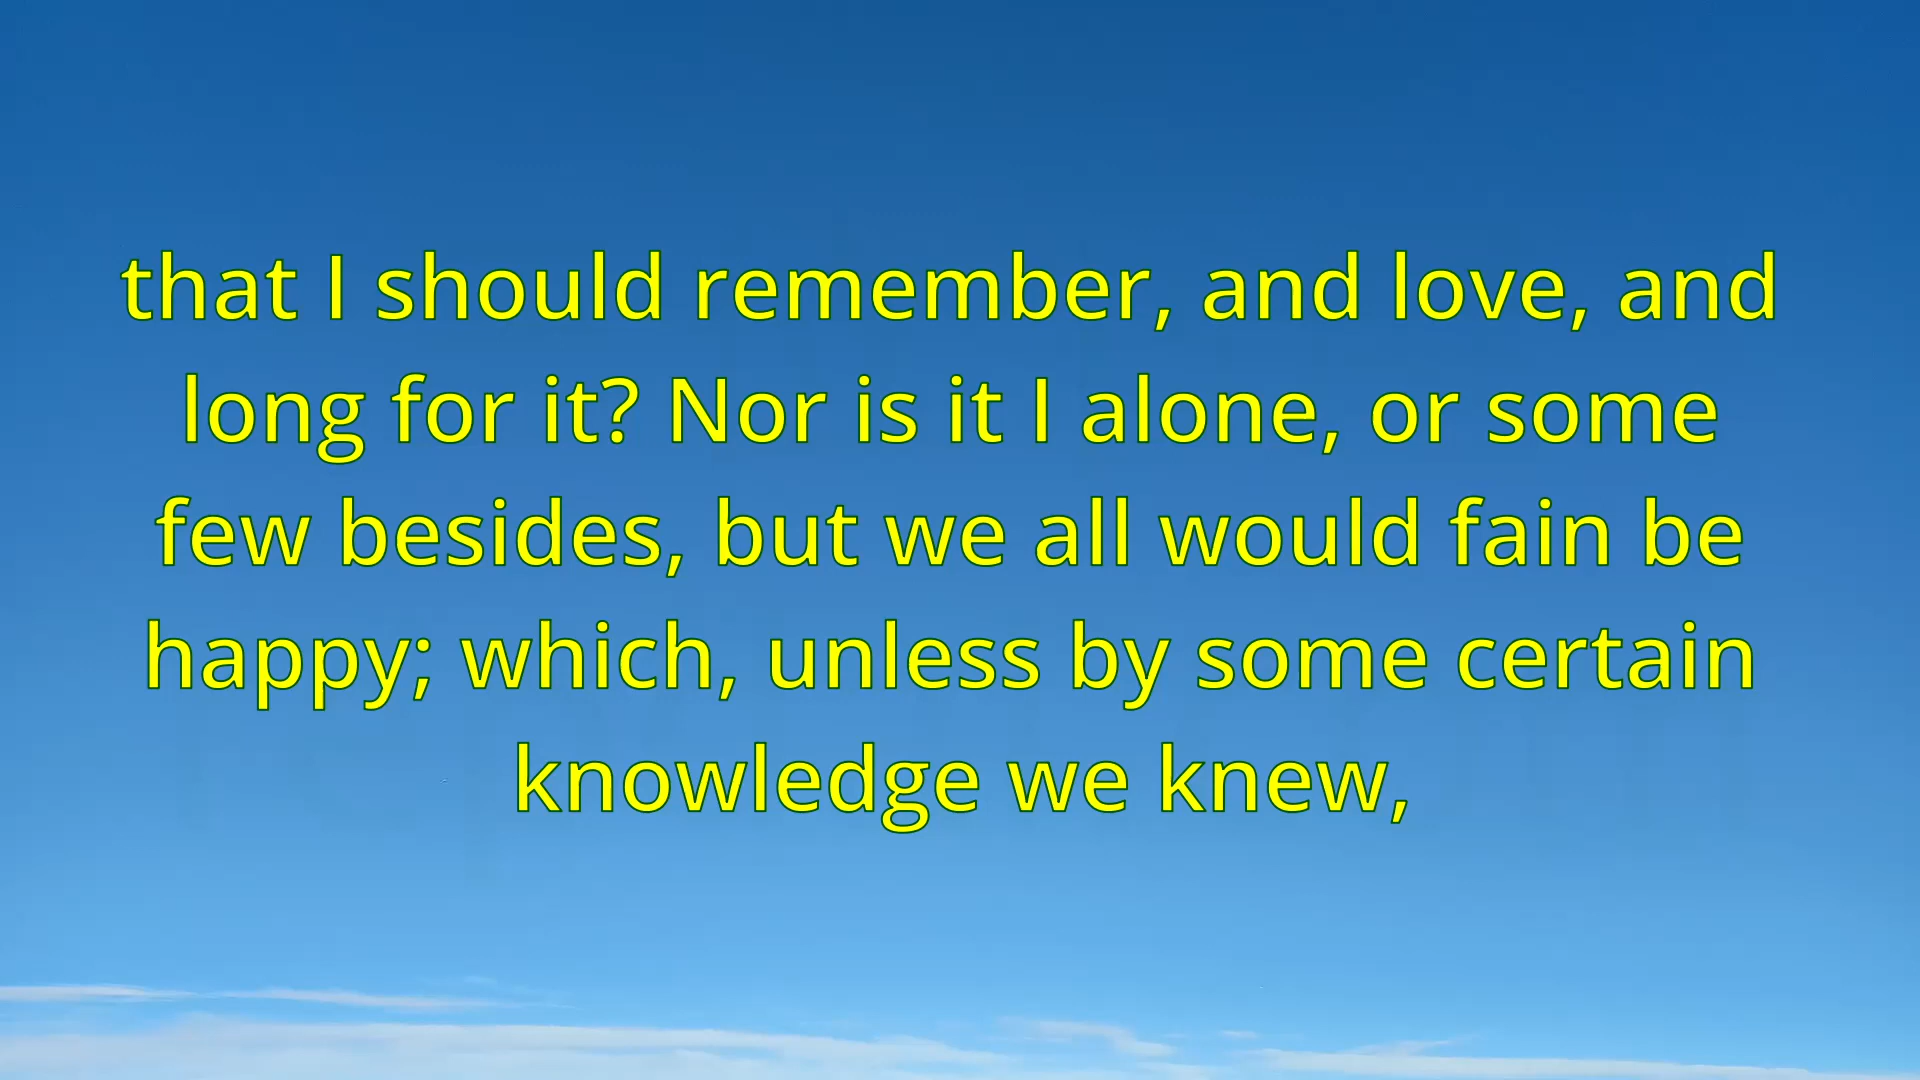 that I should remember, and love, and
long for it? Nor is it I alone, or some
few besides, but we all would fain be
happy; which, unless by some certain
knowledge we knew,